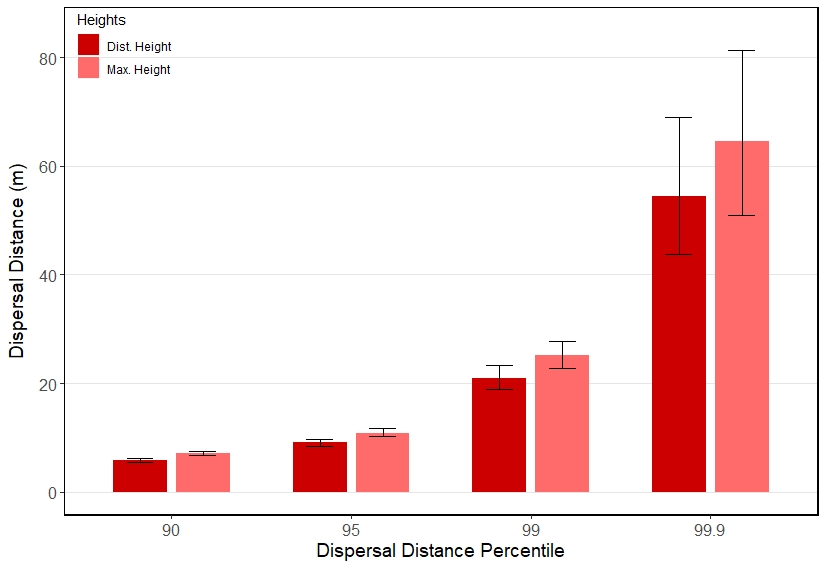 Heights
Dist. Height
Max. Height
Dispersal Distance (m)
80
60
40
20
0
90 95 99 99.9
Dispersal Distance Percentile